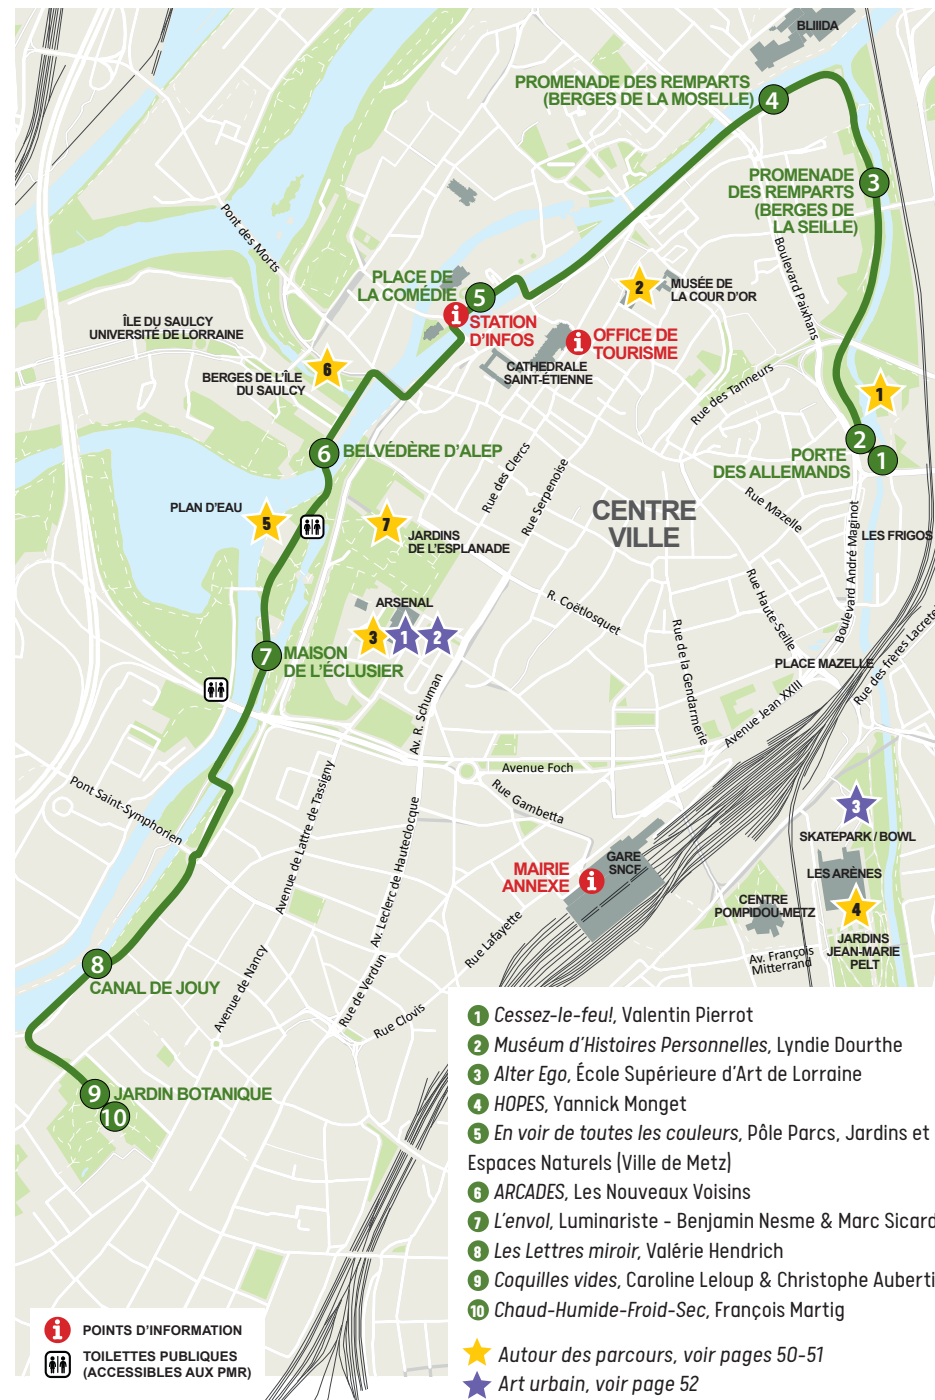 BLIIIDA
PROMENADE DES REMPARTS
(BERGES DE LA MOSELLE)
4
PROMENADE
DES REMPARTS
(BERGES DE
LA SEILLE)
3
Pont des Morts
PLACE DE
LA COMÉDIE
5
STATION
D'INFOS
2
MUSÉE DE
LA COUR D'OR
Boulevard Paixhans
ÎLE DU SAULCY
UNIVERSITÉ DE LORRAINE
OFFICE DE
TOURISME
CATHEDRALE
SAINT-ÉTIENNE
6
BERGES DE L'ÎLE
DU SAULCY
Rue des Tanneurs
1
6
BELVÉDÈRE D'ALEP
2
1
PORTE
DES ALLEMANDS
Rue des Clercs
Rue Serpenoise
PLAN D'EAU
5
7
JARDINS
DE L'ESPLANADE
CENTRE
VILLE
Rue Mazelle
Boulevard André Maginot
LES FRIGOS
ARSENAL
3
1
2
R. Coëtlosquet
Rue Haute-Seille
Rue de la Gendarmerie
7
MAISON
DE L'ÉCLUSIER
PLACE MAZELLE
Rue des frères Lacrete
Avenue Jean XXIII
Av. R. Schuman
Avenue Foch
Rue Gambetta
Pont Saint-Symphorien
Avenue de Lattre de Tassigny
Av. Leclerc de Hauteclocque
3
SKATEPARK / BOWL
MAIRIE
ANNEXE
GARE
SNCF
LES ARÈNES
CENTRE
POMPIDOU-METZ
4
JARDINS
JEAN-MARIE
PELT
Rue Lafayette
Av. François
Mitterrand
8
CANAL DE JOUY
Avenue de Nancy
Rue de Verdun
Rue Clovis
9
JARDIN BOTANIQUE
10
1 Cessez-le-feu!, Valentin Pierrot
2 Muséum d'Histoires Personnelles, Lyndie Dourthe
3 Alter Ego, École Supérieure d'Art de Lorraine
4 HOPES, Yannick Monget
5 En voir de toutes les couleurs, Pôle Parcs, Jardins et
Espaces Naturels (Ville de Metz)
6 ARCADES, Les Nouveaux Voisins
7 L'envol, Luminariste - Benjamin Nesme & Marc Sicard
8 Les Lettres miroir, Valérie Hendrich
9 Coquilles vides, Caroline Leloup & Christophe Auberti
10 Chaud-Humide-Froid-Sec, François Martig
Autour des parcours, voir pages 50-51
Art urbain, voir page 52
i POINTS D'INFORMATION
TOILETTES PUBLIQUES
(ACCESSIBLES AUX PMR)